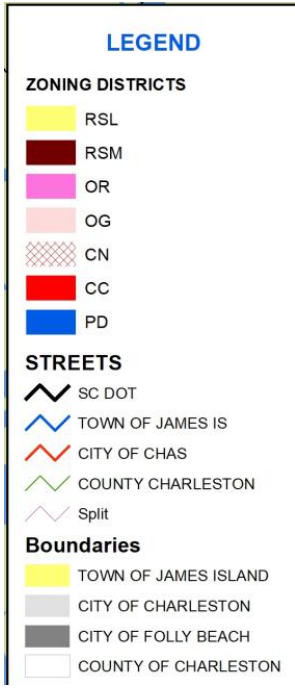 LEGEND
ZONING DISTRICTS
RSL
RSM
OR
OG
CN
CC
PD
STREETS
SC DOT
TOWN OF JAMES IS
CITY OF CHAS
COUNTY CHARLESTON
Split
Boundaries
TOWN OF JAMES ISLAND
CITY OF CHARLESTON
CITY OF FOLLY BEACH
COUNTY OF CHARLESTON